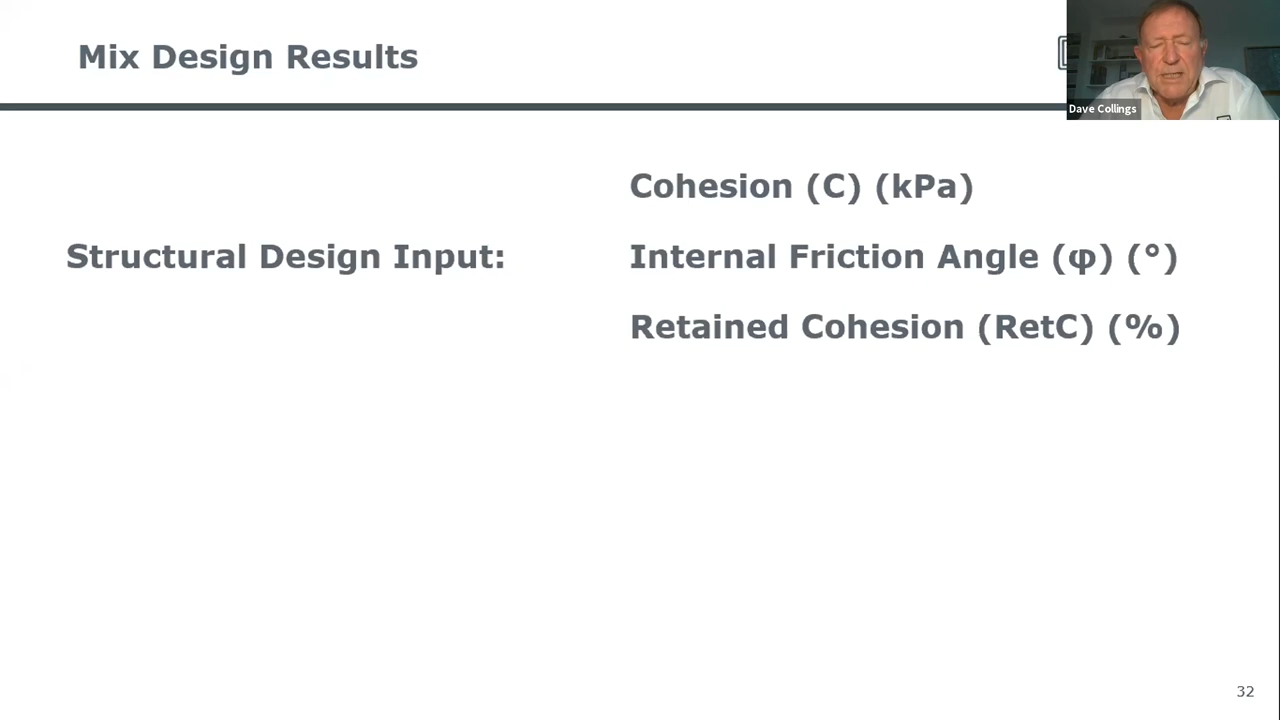 Mix Design Results
Dave Collings
Cohesion (C) (kPa)
Structural Design Input:
Internal Friction Angle (φ) (°)
Retained Cohesion (RetC) (%)
32